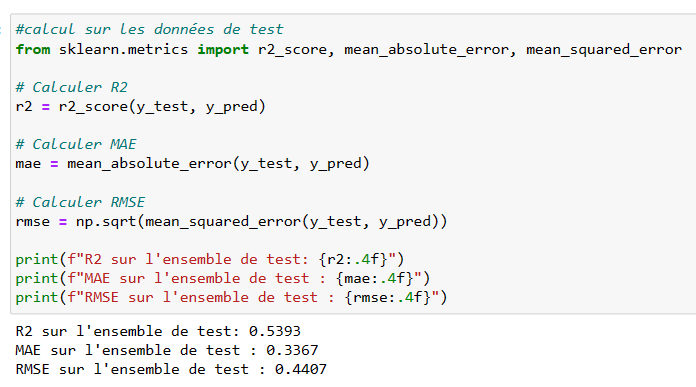 #calcul sur les données de test
from sklearn.metrics import r2_score, mean_absolute_error, mean_squared_error
# Calculer R2
r2 = r2_score(y_test, y_pred)
# Calculer MAE
mae = mean_absolute_error(y_test, y_pred)
# Calculer RMSE
rmse = np.sqrt(mean_squared_error(y_test, y_pred))
print(f"R2 sur l'ensemble de test: {r2:.4f}")
print(f"MAE sur l'ensemble de test : {mae:.4f}")
print(f"RMSE sur l'ensemble de test : {rmse:.4f}")
R2 sur l'ensemble de test: 0.5393
MAE sur l'ensemble de test : 0.3367
RMSE sur l'ensemble de test : 0.4407